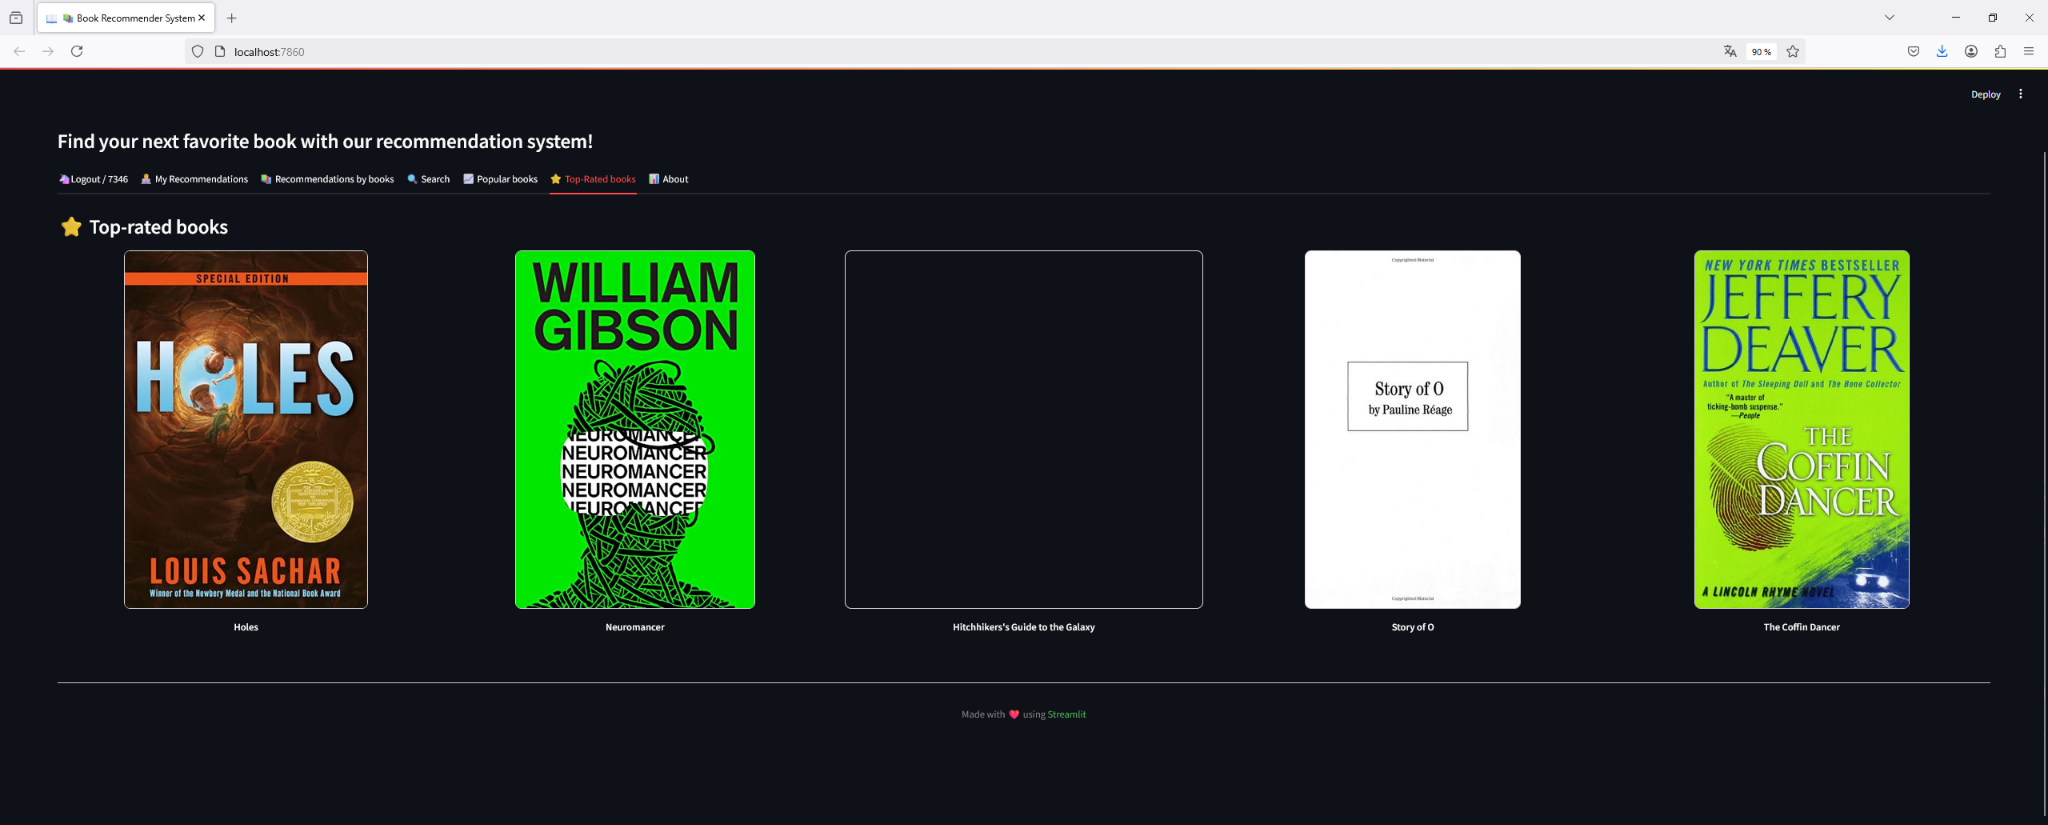 📚 Book Recommender System
localhost:7860
90 %
Deploy
Find your next favorite book with our recommendation system!
Logout / 7346
My Recommendations
Recommendations by books
Search
Popular books
Top-Rated books
About
Top-rated books
SPECIAL EDITION
HOLES
LOUIS SACHAR
Winner of the Newbery Medal and the National Book Award
Holes
WILLIAM
GIBSON
NEUROMANCER
NEUROMANCER
NEUROMANCER
NEUROMANCER
NEUROMANCER
Neuromancer
Hitchhikers's Guide to the Galaxy
Copyrighted Material
Story of O
by Pauline Réage
Copyrighted Material
Story of O
NEW YORK TIMES BESTSELLER
JEFFERY
DEAVER
Author of The Sleeping Doll and The Bone Collector
"A master of
ticking-bomb suspense."
—People
THE
COFFIN
DANCER
A LINCOLN RHYME NOVEL
The Coffin Dancer
Made with ❤️ using Streamlit